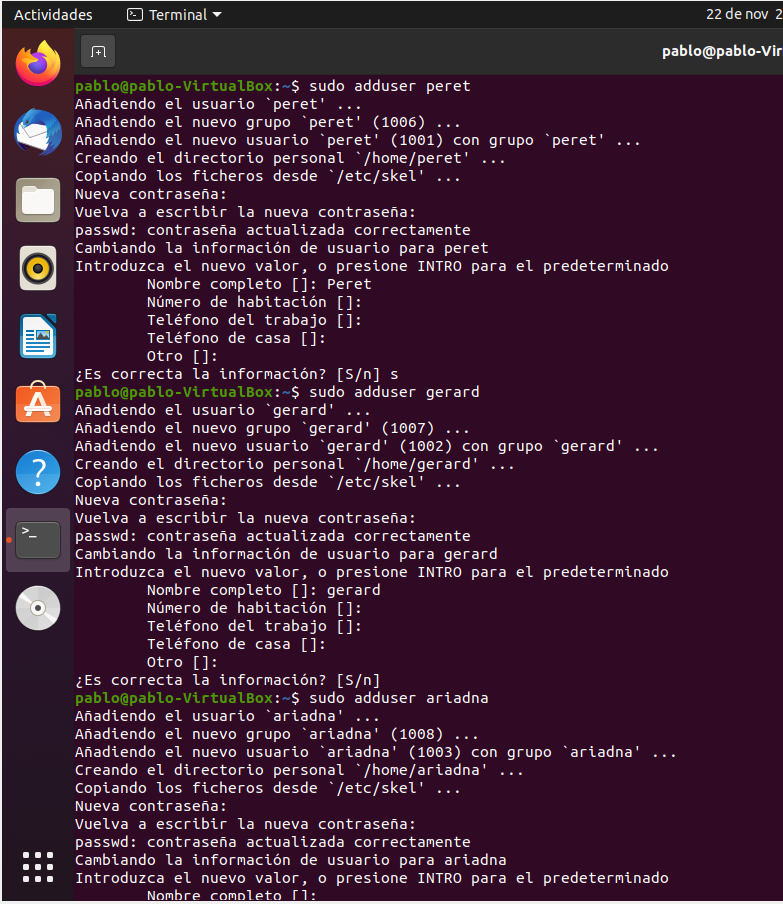 Actividades
Terminal
22 de nov 2
pablo@pablo-Vir
pablo@pablo-VirtualBox:~$ sudo adduser peret
Añadiendo el usuario `peret' ...
Añadiendo el nuevo grupo `peret' (1006) ...
Añadiendo el nuevo usuario `peret' (1001) con grupo `peret' ...
Creando el directorio personal `/home/peret' ...
Copiando los ficheros desde `/etc/skel' ...
Nueva contraseña:
Vuelva a escribir la nueva contraseña:
passwd: contraseña actualizada correctamente
Cambiando la información de usuario para peret
Introduzca el nuevo valor, o presione INTRO para el predeterminado
Nombre completo []: Peret
Número de habitación []:
Teléfono del trabajo []:
Teléfono de casa []:
Otro []:
¿Es correcta la información? [S/n] s
pablo@pablo-VirtualBox:~$ sudo adduser gerard
Añadiendo el usuario `gerard' ...
Añadiendo el nuevo grupo `gerard' (1007) ...
Añadiendo el nuevo usuario `gerard' (1002) con grupo `gerard' ...
Creando el directorio personal `/home/gerard' ...
Copiando los ficheros desde `/etc/skel' ...
Nueva contraseña:
Vuelva a escribir la nueva contraseña:
passwd: contraseña actualizada correctamente
Cambiando la información de usuario para gerard
Introduzca el nuevo valor, o presione INTRO para el predeterminado
Nombre completo []: gerard
Número de habitación []:
Teléfono del trabajo []:
Teléfono de casa []:
Otro []:
¿Es correcta la información? [S/n]
pablo@pablo-VirtualBox:~$ sudo adduser ariadna
Añadiendo el usuario `ariadna' ...
Añadiendo el nuevo grupo `ariadna' (1008) ...
Añadiendo el nuevo usuario `ariadna' (1003) con grupo `ariadna' ...
Creando el directorio personal `/home/ariadna' ...
Copiando los ficheros desde `/etc/skel' ...
Nueva contraseña:
Vuelva a escribir la nueva contraseña:
passwd: contraseña actualizada correctamente
Cambiando la información de usuario para ariadna
Introduzca el nuevo valor, o presione INTRO para el predeterminado
Nombre completo []: